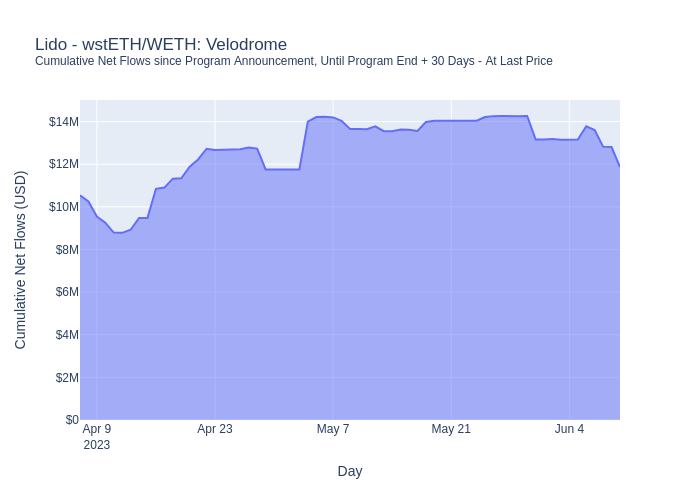 Lido - wstETH/WETH: Velodrome
Cumulative Net Flows since Program Announcement, Until Program End + 30 Days - At Last Price
Cumulative Net Flows (USD)
$14M
$12M
$10M
$8M
$6M
$4M
$2M
$0
Apr 9 Apr 23 May 7 May 21 Jun 4
2023
Day